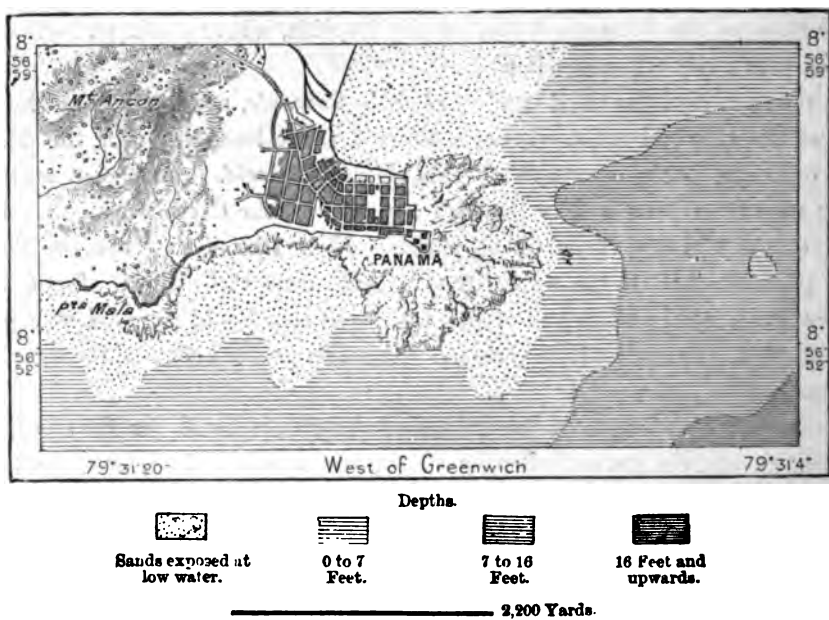 8°
56
59
8°
56
59
Mt Ancon
PANAMA
pta Mala
8°
56
52
8°
56
52
79° 31'20"
West of Greenwich
79° 31'4"
Depths.
Sands exposed at
low water.
0 to 7
Feet.
7 to 16
Feet.
16 Feet and
upwards.
2,200 Yards.